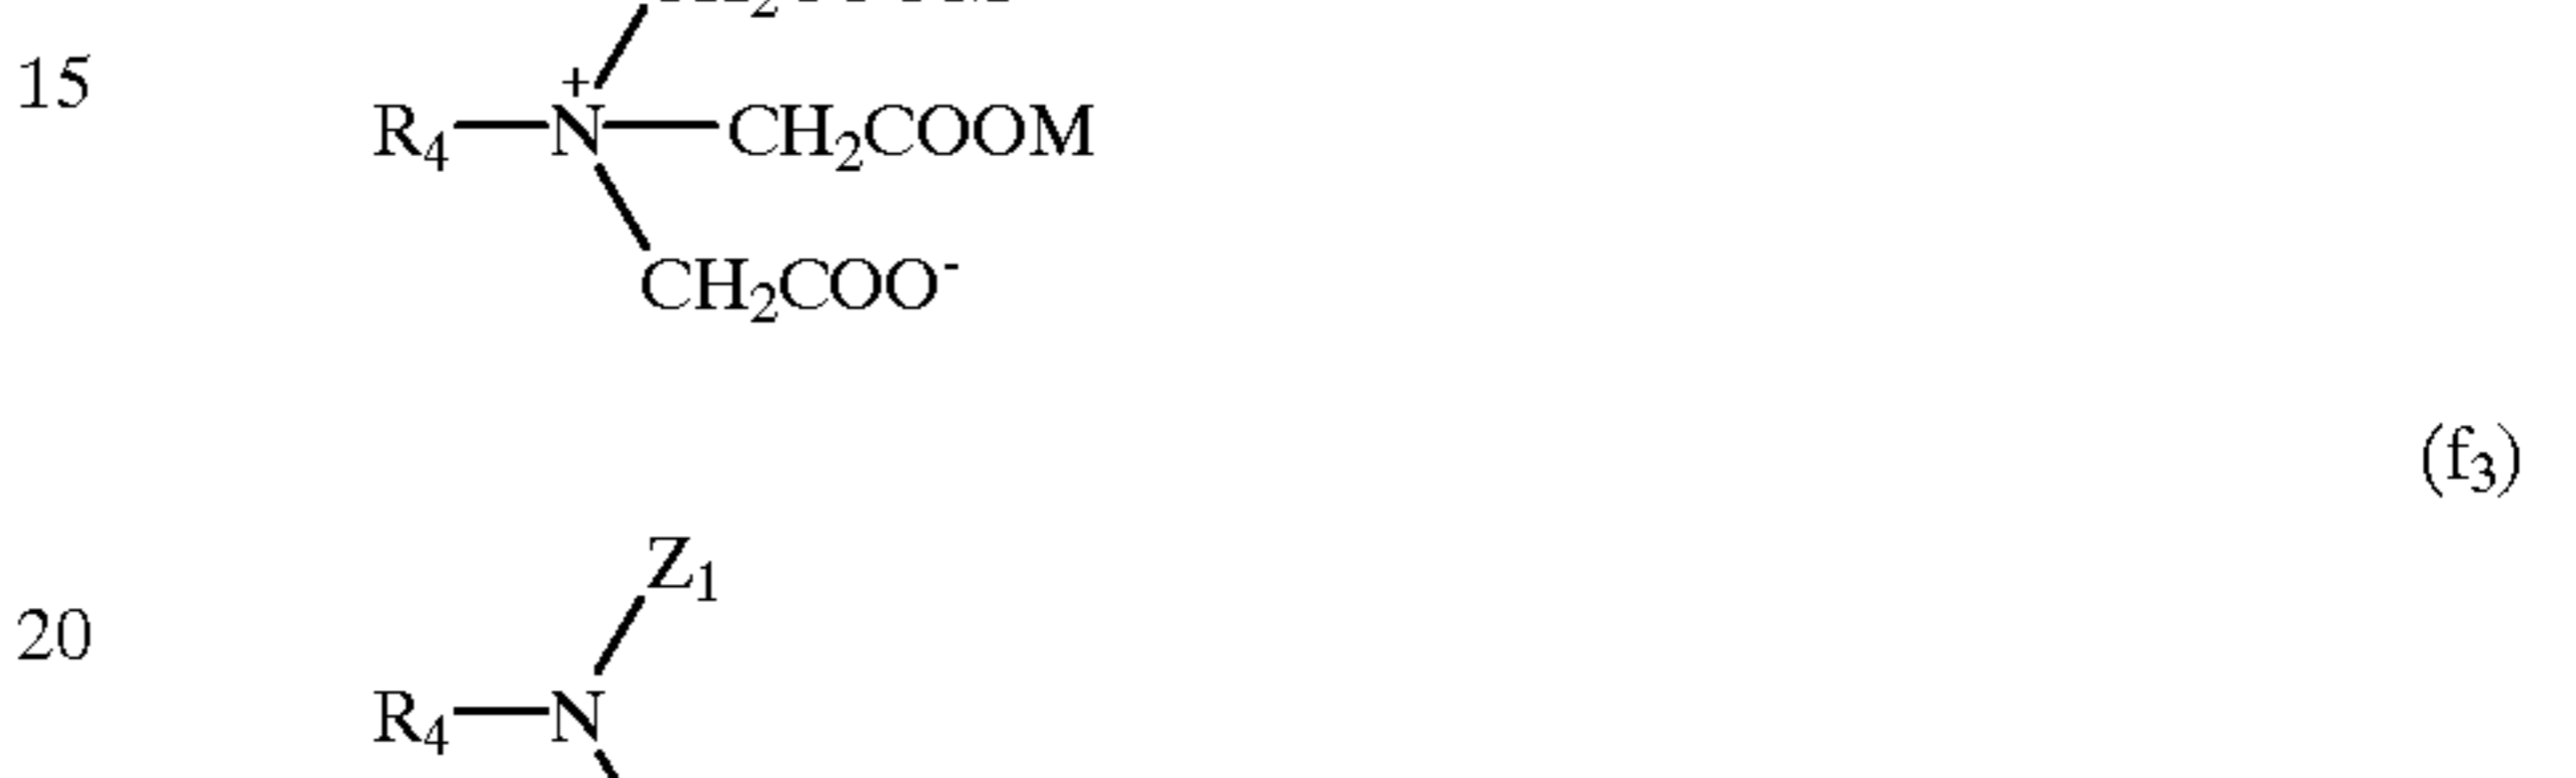 15
+
R₄—N—CH₂COOM
CH₂COO⁻
(f₃)
Z₁
20
R₄—N